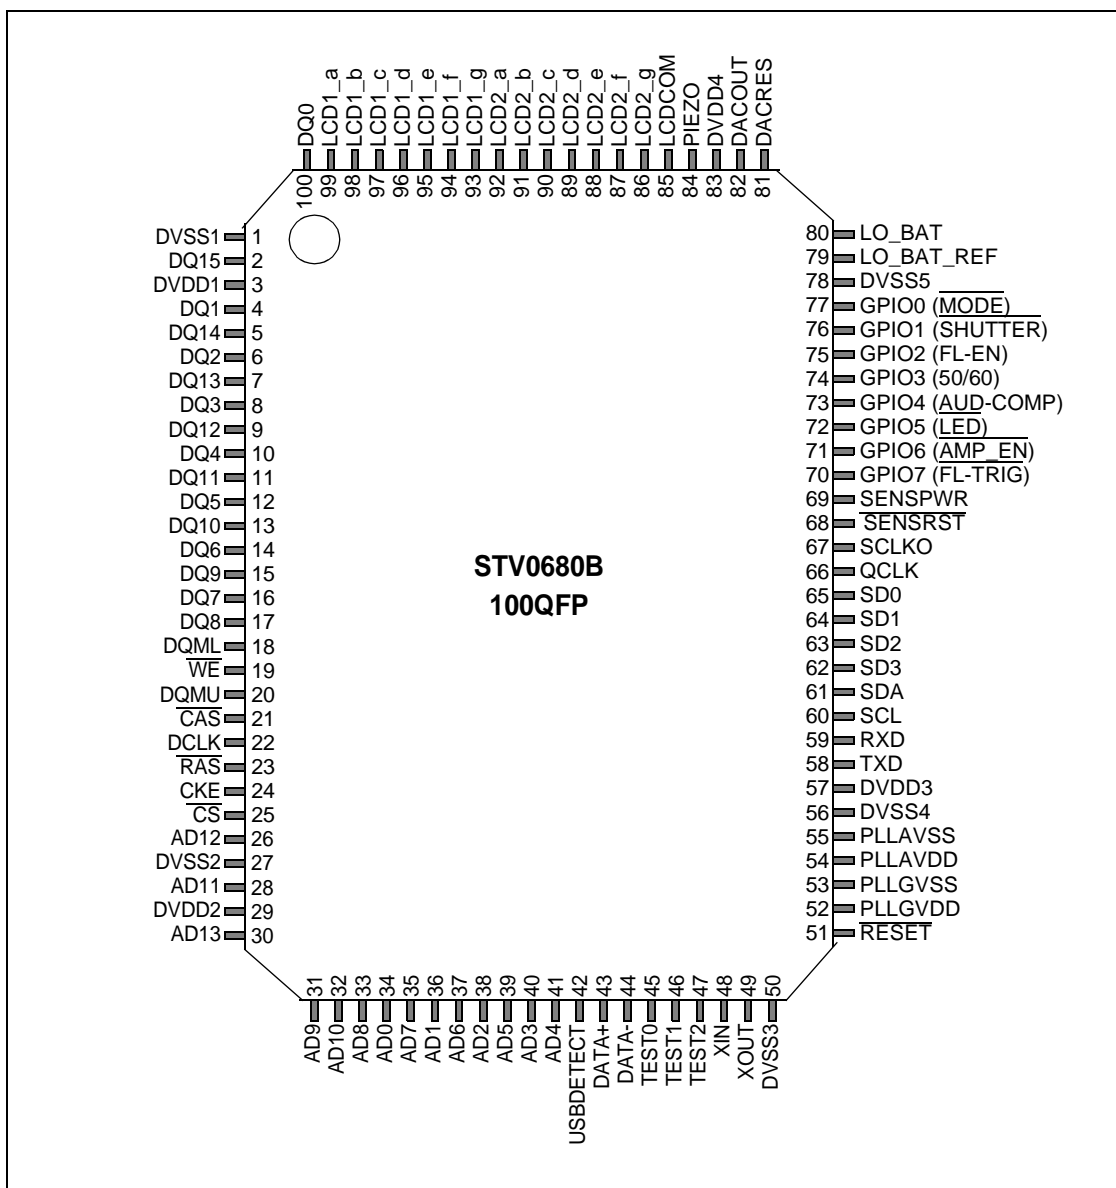 DQ0
LCD1_a
LCD1_b
LCD1_c
LCD1_d
LCD1_e
LCD1_f
LCD1_g
LCD2_a
LCD2_b
LCD2_c
LCD2_d
LCD2_e
LCD2_f
LCD2_g
LCDCOM
PIEZO
DVDD4
DACOUT
DACRES
100
99
98
97
96
95
94
93
92
91
90
89
88
87
86
85
84
83
82
81
DVSS1 1
DQ15 2
DVDD1 3
DQ1 4
DQ14 5
DQ2 6
DQ13 7
DQ3 8
DQ12 9
DQ4 10
DQ11 11
DQ5 12
DQ10 13
DQ6 14
DQ9 15
DQ7 16
DQ8 17
DQML 18
WE 19
DQMU 20
CAS 21
DCLK 22
RAS 23
CKE 24
CS 25
AD12 26
DVSS2 27
AD11 28
DVDD2 29
AD13 30
STV0680B
100QFP
80 LO_BAT
79 LO_BAT_REF
78 DVSS5
77 GPIO0 (MODE)
76 GPIO1 (SHUTTER)
75 GPIO2 (FL-EN)
74 GPIO3 (50/60)
73 GPIO4 (AUD-COMP)
72 GPIO5 (LED)
71 GPIO6 (AMP_EN)
70 GPIO7 (FL-TRIG)
69 SENSPWR
68 SENSRST
67 SCLKO
66 QCLK
65 SD0
64 SD1
63 SD2
62 SD3
61 SDA
60 SCL
59 RXD
58 TXD
57 DVDD3
56 DVSS4
55 PLLAVSS
54 PLLAVDD
53 PLLGVSS
52 PLLGVDD
51 RESET
31
32
33
34
35
36
37
38
39
40
41
42
43
44
45
46
47
48
49
50
AD9
AD10
AD8
AD0
AD7
AD1
AD6
AD2
AD5
AD3
AD4
USBDETECT
DATA+
DATA-
TEST0
TEST1
TEST2
XIN
XOUT
DVSS3